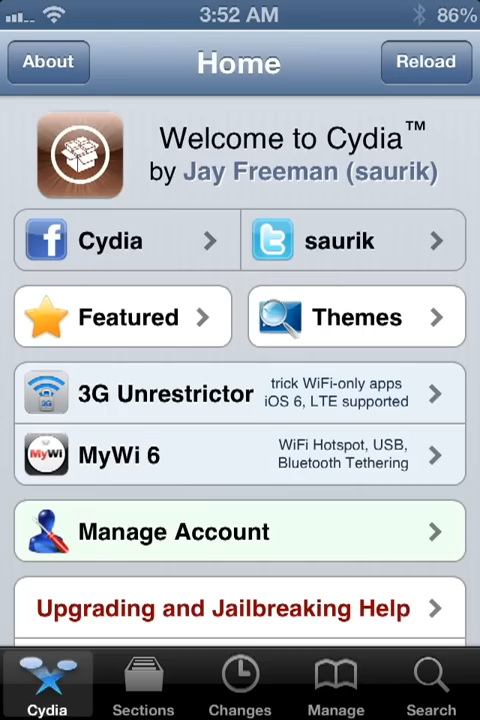 3:52 AM 86%
About Home Reload
Welcome to Cydia™
by Jay Freeman (saurik)
Cydia saurik
Featured Themes
3G Unrestrictor trick WiFi-only apps
iOS 6, LTE supported
MyWi MyWi 6 WiFi Hotspot, USB,
Bluetooth Tethering
Manage Account
Upgrading and Jailbreaking Help
Cydia Sections Changes Manage Search